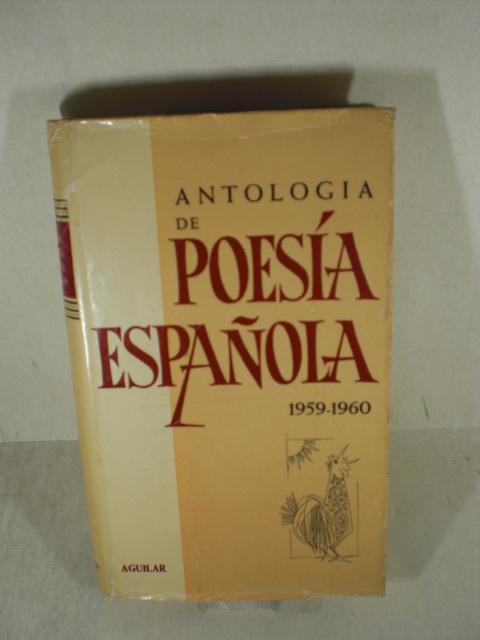 ANTOLOGIA
DE
POESÍA
ESPAÑOLA
1959-1960
AGUILAR